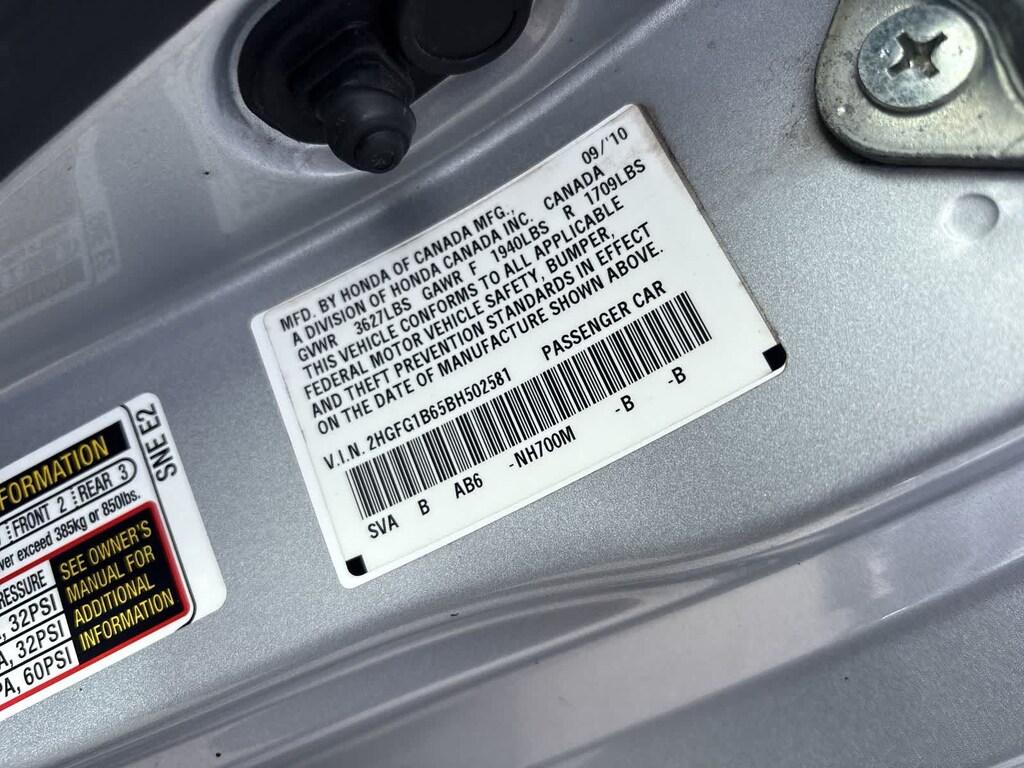 MFD. BY HONDA OF CANADA MFG.,
A DIVISION OF HONDA CANADA INC. CANADA 09/'10
GVWR 3627LBS GAWR F 1940LBS R 1709LBS
THIS VEHICLE CONFORMS TO ALL APPLICABLE
FEDERAL MOTOR VEHICLE SAFETY, BUMPER,
AND THEFT PREVENTION STANDARDS IN EFFECT
ON THE DATE OF MANUFACTURE SHOWN ABOVE.
V.I.N. 2HGFG1B65BH502581 PASSENGER CAR
SVA B AB6 -NH700M -B -B
SNE E2
FORMATION
FRONT 2 REAR 3
ver exceed 385kg or 850lbs.
RESSURE
, 32PSI
A, 32PSI
PA, 60PSI
SEE OWNER'S
MANUAL FOR
ADDITIONAL
INFORMATION